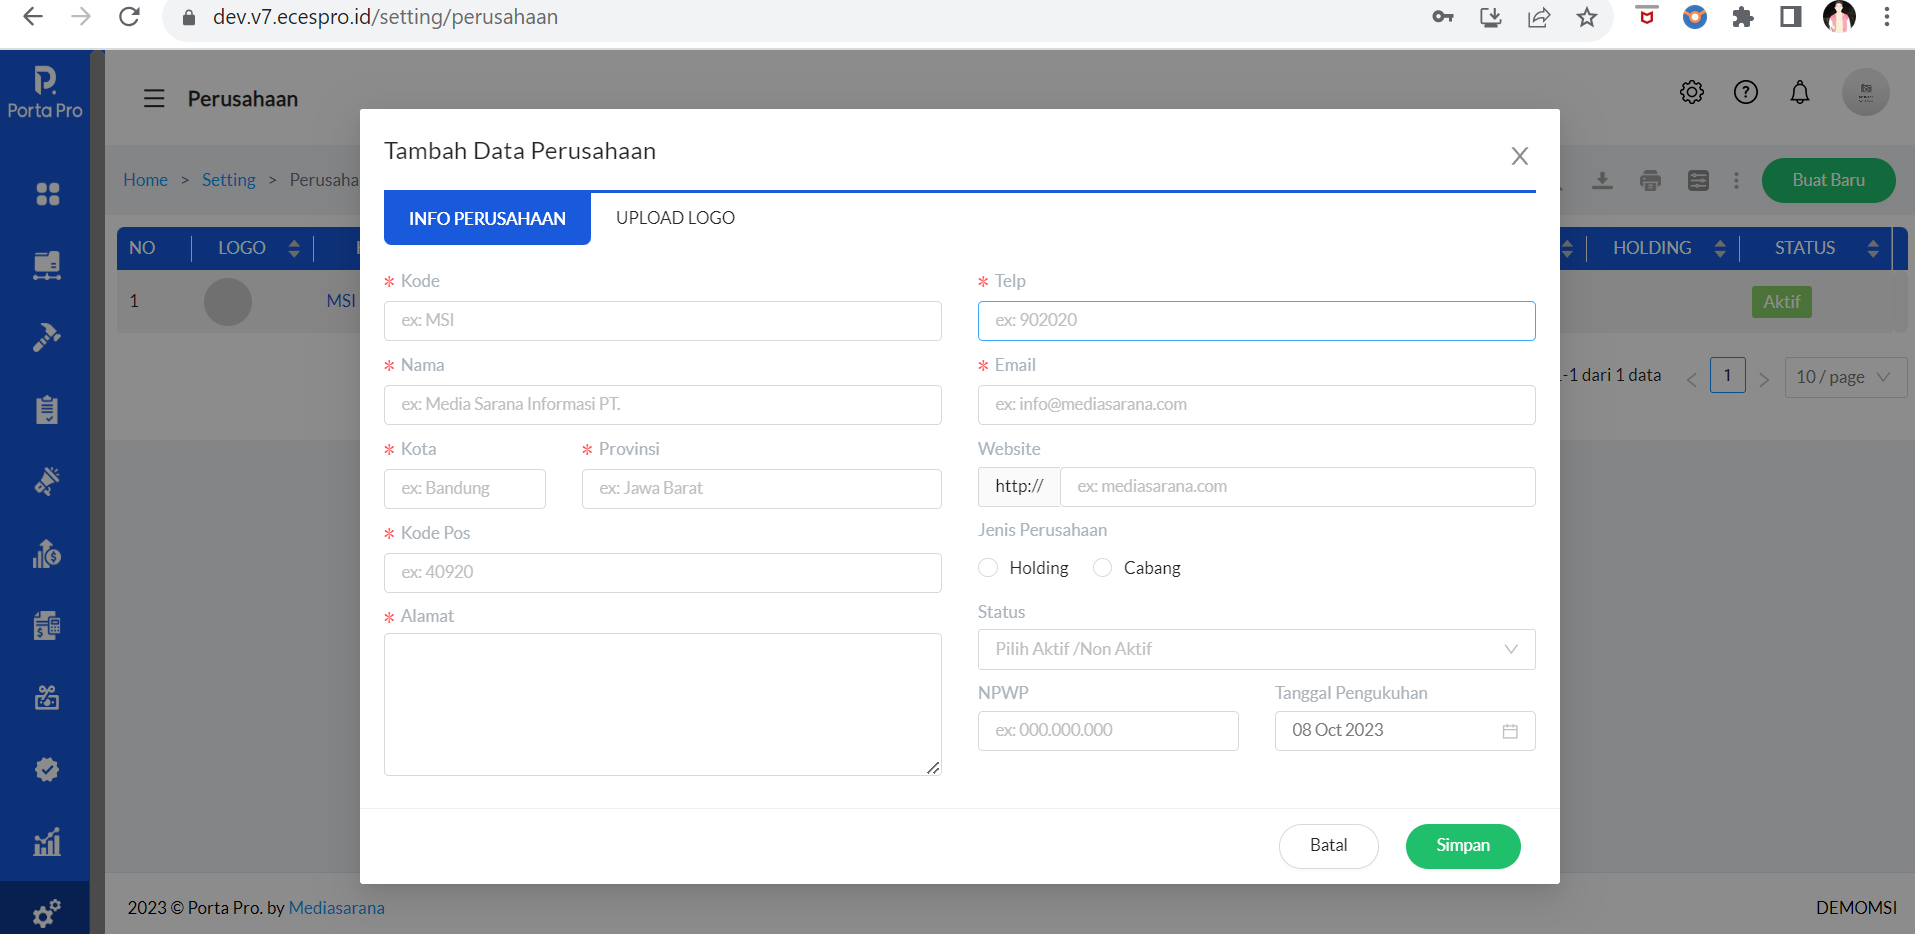 dev.v7.ecespro.id/setting/perusahaan
Porta Pro
Perusahaan
Home > Setting > Perusaha
Buat Baru
NO LOGO HOLDING STATUS
1 MSI Aktif
-1 dari 1 data 1 10 / page
Tambah Data Perusahaan
INFO PERUSAHAAN UPLOAD LOGO
* Kode
ex: MSI
* Nama
ex: Media Sarana Informasi PT.
* Kota * Provinsi
ex: Bandung ex: Jawa Barat
* Kode Pos
ex: 40920
* Alamat
* Telp
ex: 902020
* Email
ex: info@mediasarana.com
Website
http:// ex: mediasarana.com
Jenis Perusahaan
Holding Cabang
Status
Pilih Aktif /Non Aktif
NPWP Tanggal Pengukuhan
ex: 000.000.000 08 Oct 2023
Batal Simpan
2023 © Porta Pro. by Mediasarana
DEMOMSI